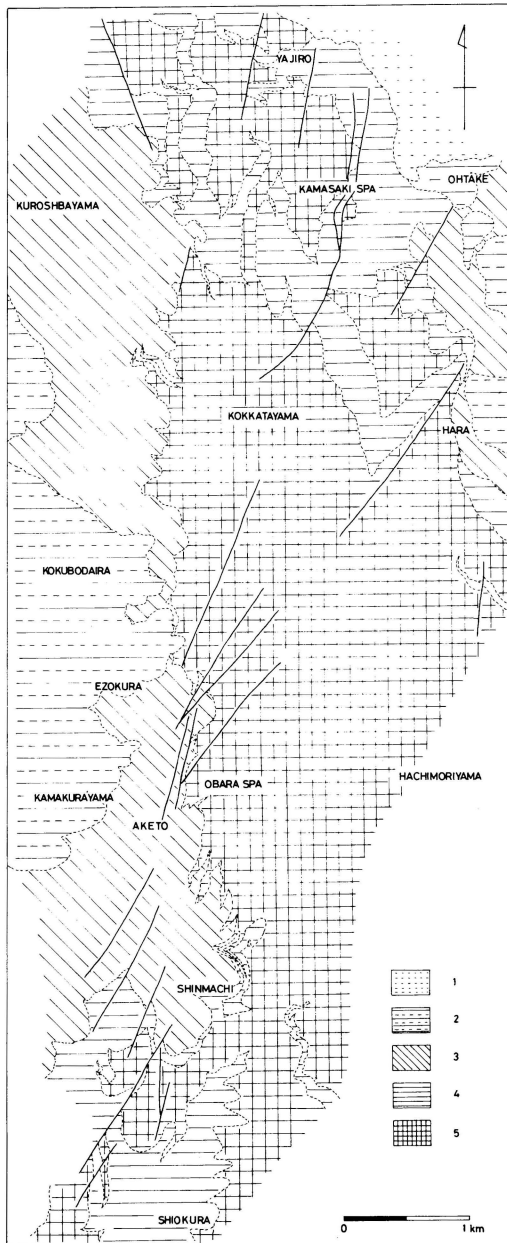 YAJIRO
OHTAKE
KAMASAKI SPA
KUROSHBAYAMA
KOKKATAYAMA
HARA
KOKUBODAIRA
EZOKURA
HACHIMORIYAMA
OBARA SPA
KAMAKURAYAMA
AKETO
SHINMACHI
1
2
3
4
5
SHIOKURA
0 1 km